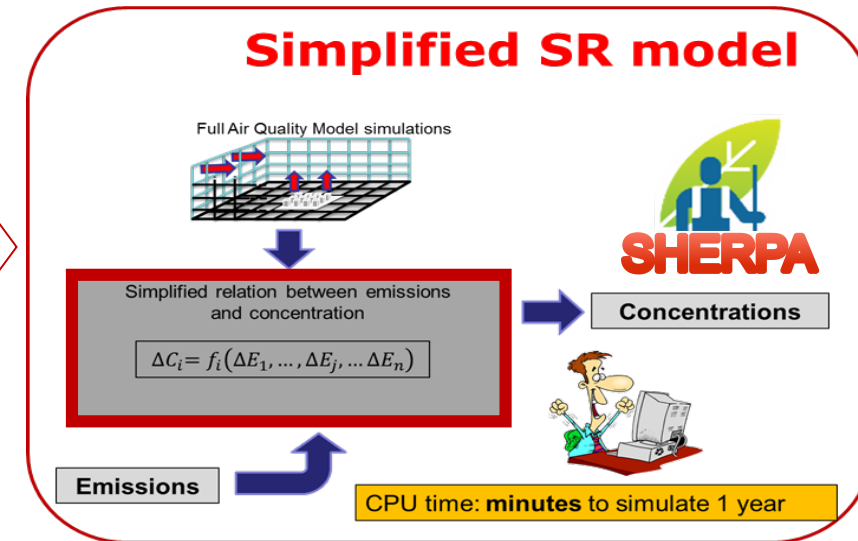 Simplified SR model
Full Air Quality Model simulations
SHERPA
Simplified relation between emissions
and concentration
Concentrations
ΔC_i = f_i(ΔE_1, ..., ΔE_j, ... ΔE_n)
Emissions
CPU time: minutes to simulate 1 year